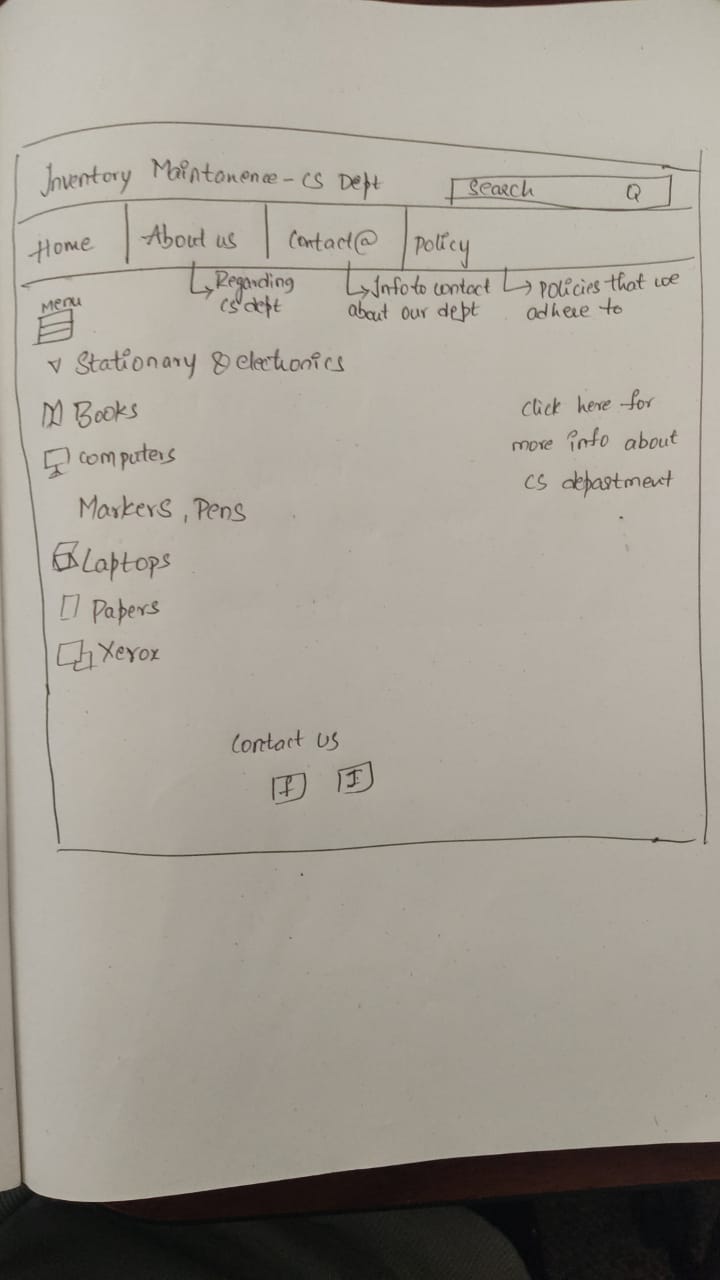 Inventory Maintanence - CS Dept
Search
Home
About us
Contact@
policy
Regarding
CS dept
Info to contact
about our dept
policies that we
adhere to
Menu
Stationary & electronics
Books
computers
Markers, Pens
Laptops
Papers
Xerox
click here for
more info about
CS department
Contact us
f
I